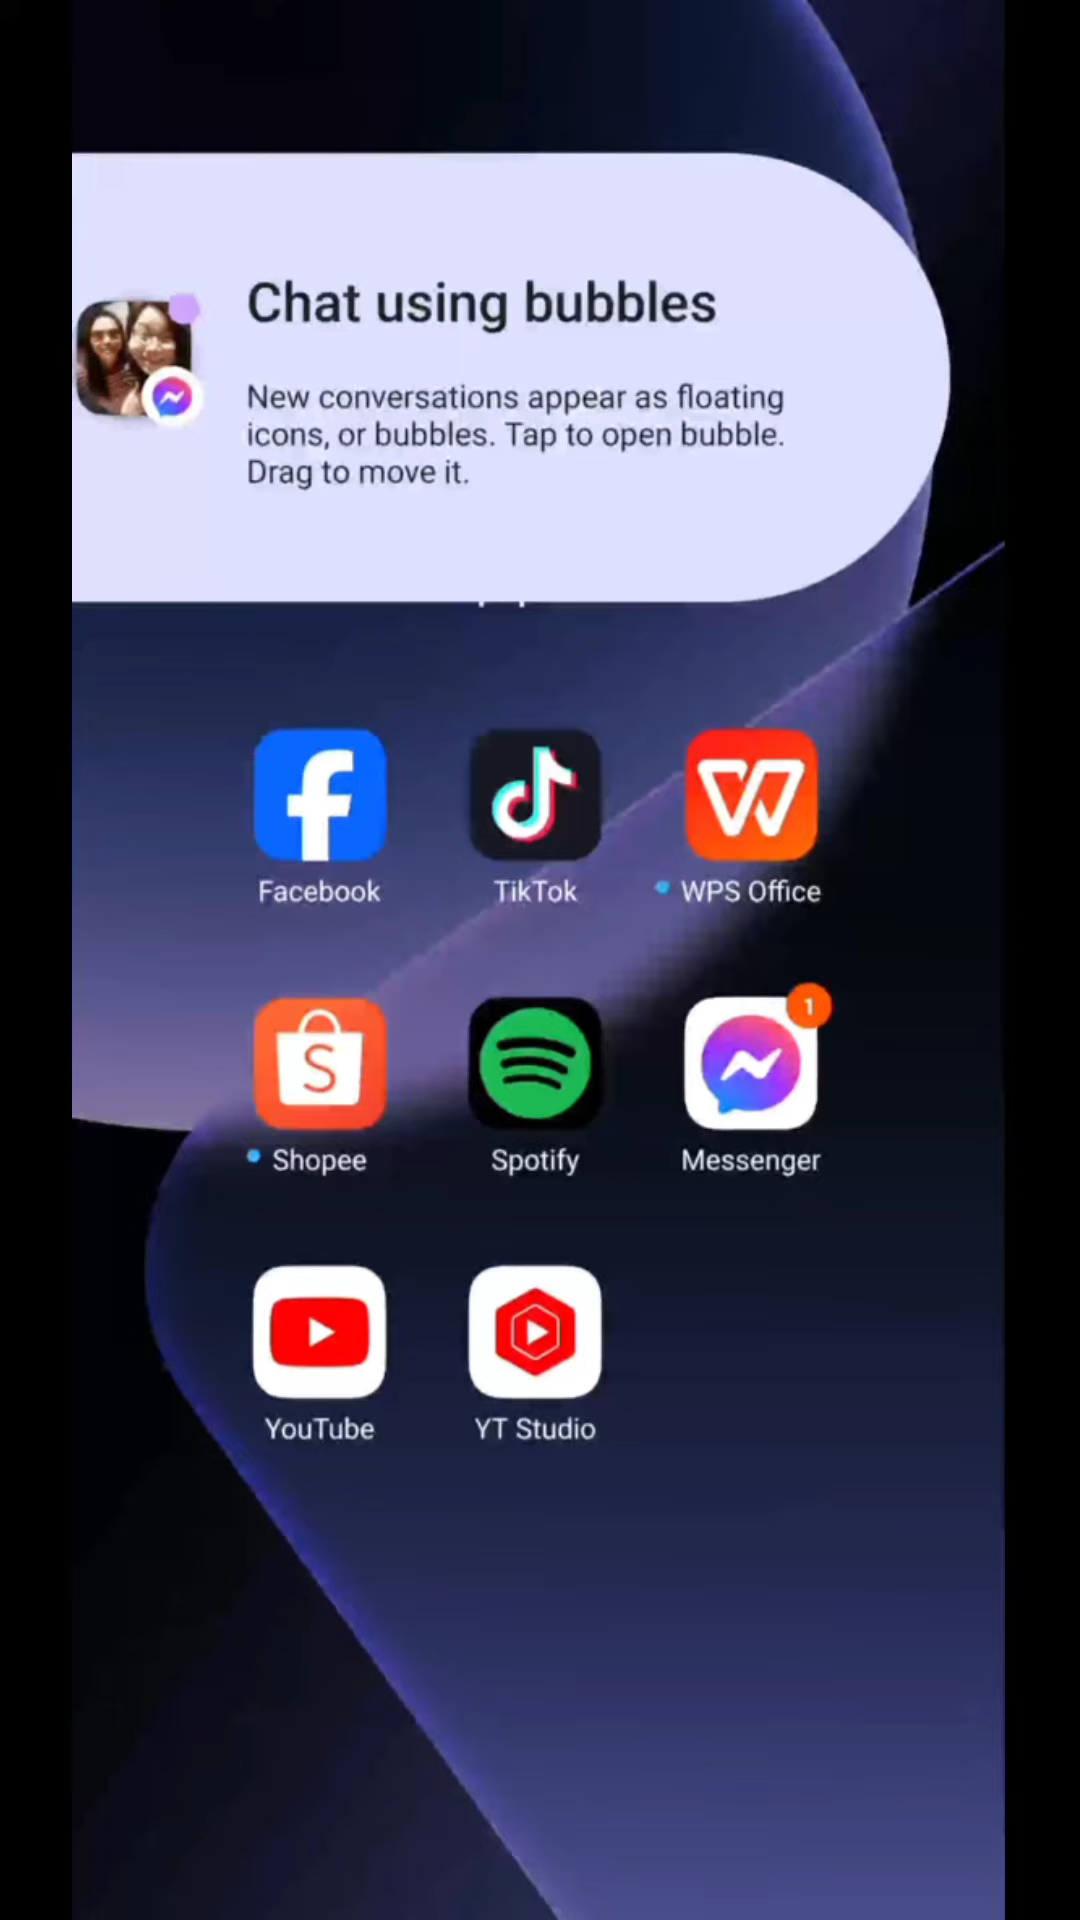 Chat using bubbles
New conversations appear as floating
icons, or bubbles. Tap to open bubble.
Drag to move it.
Facebook
TikTok
WPS Office
1
Shopee
Spotify
Messenger
YouTube
YT Studio